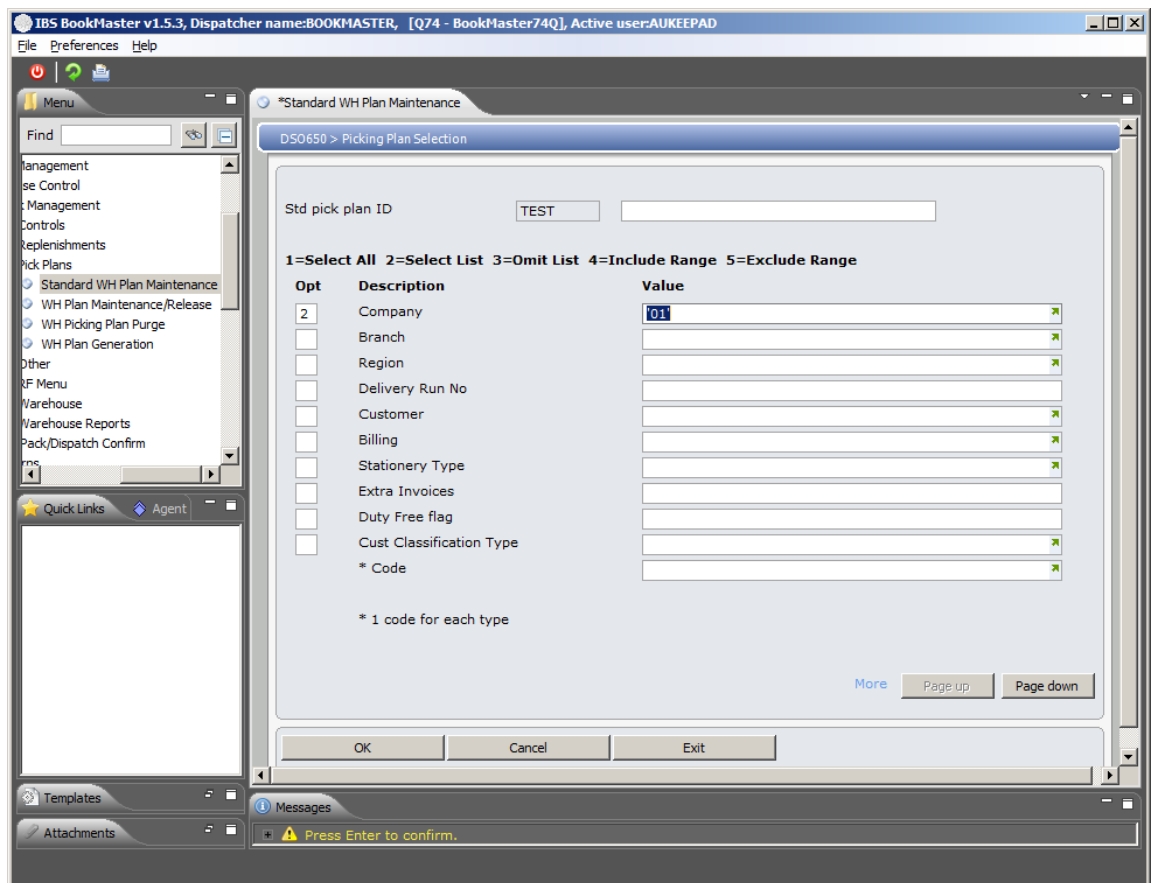 IBS BookMaster v1.5.3, Dispatcher name:BOOKMASTER, [Q74 - BookMaster74Q], Active user:AUKEEPAD
File Preferences Help
Menu
*Standard WH Plan Maintenance
Find
DSO650 > Picking Plan Selection
Management
se Control
Management
Controls
Replenishments
Pick Plans
Standard WH Plan Maintenance
WH Plan Maintenance/Release
WH Picking Plan Purge
WH Plan Generation
Other
RF Menu
Warehouse
Warehouse Reports
Pack/Dispatch Confirm
rns
Std pick plan ID TEST
1=Select All 2=Select List 3=Omit List 4=Include Range 5=Exclude Range
Opt Description Value
2 Company '01'
Branch
Region
Delivery Run No
Customer
Billing
Stationery Type
Extra Invoices
Duty Free flag
Cust Classification Type
* Code
* 1 code for each type
More Page up Page down
OK Cancel Exit
Quick Links Agent
Templates
Attachments
Messages
Press Enter to confirm.